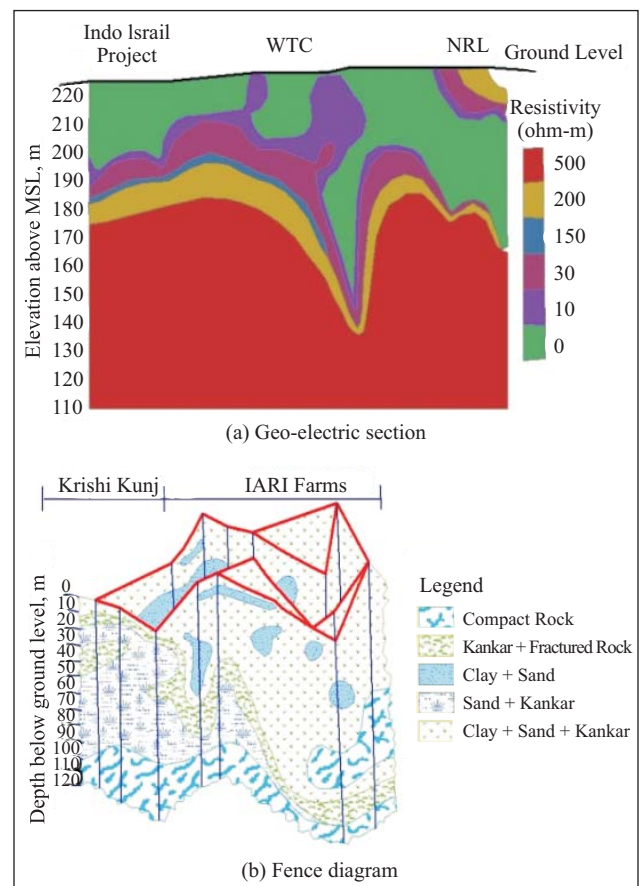 Indo Israil
Project
WTC
NRL
Ground Level
Elevation above MSL, m
220
210
200
190
180
170
160
150
140
130
120
110
Resistivity
(ohm-m)
500
200
150
30
10
0
(a) Geo-electric section
Krishi Kunj
IARI Farms
Depth below ground level, m
0
10
20
30
40
50
60
70
80
90
100
110
120
Legend
Compact Rock
Kankar + Fractured Rock
Clay + Sand
Sand + Kankar
Clay + Sand + Kankar
(b) Fence diagram